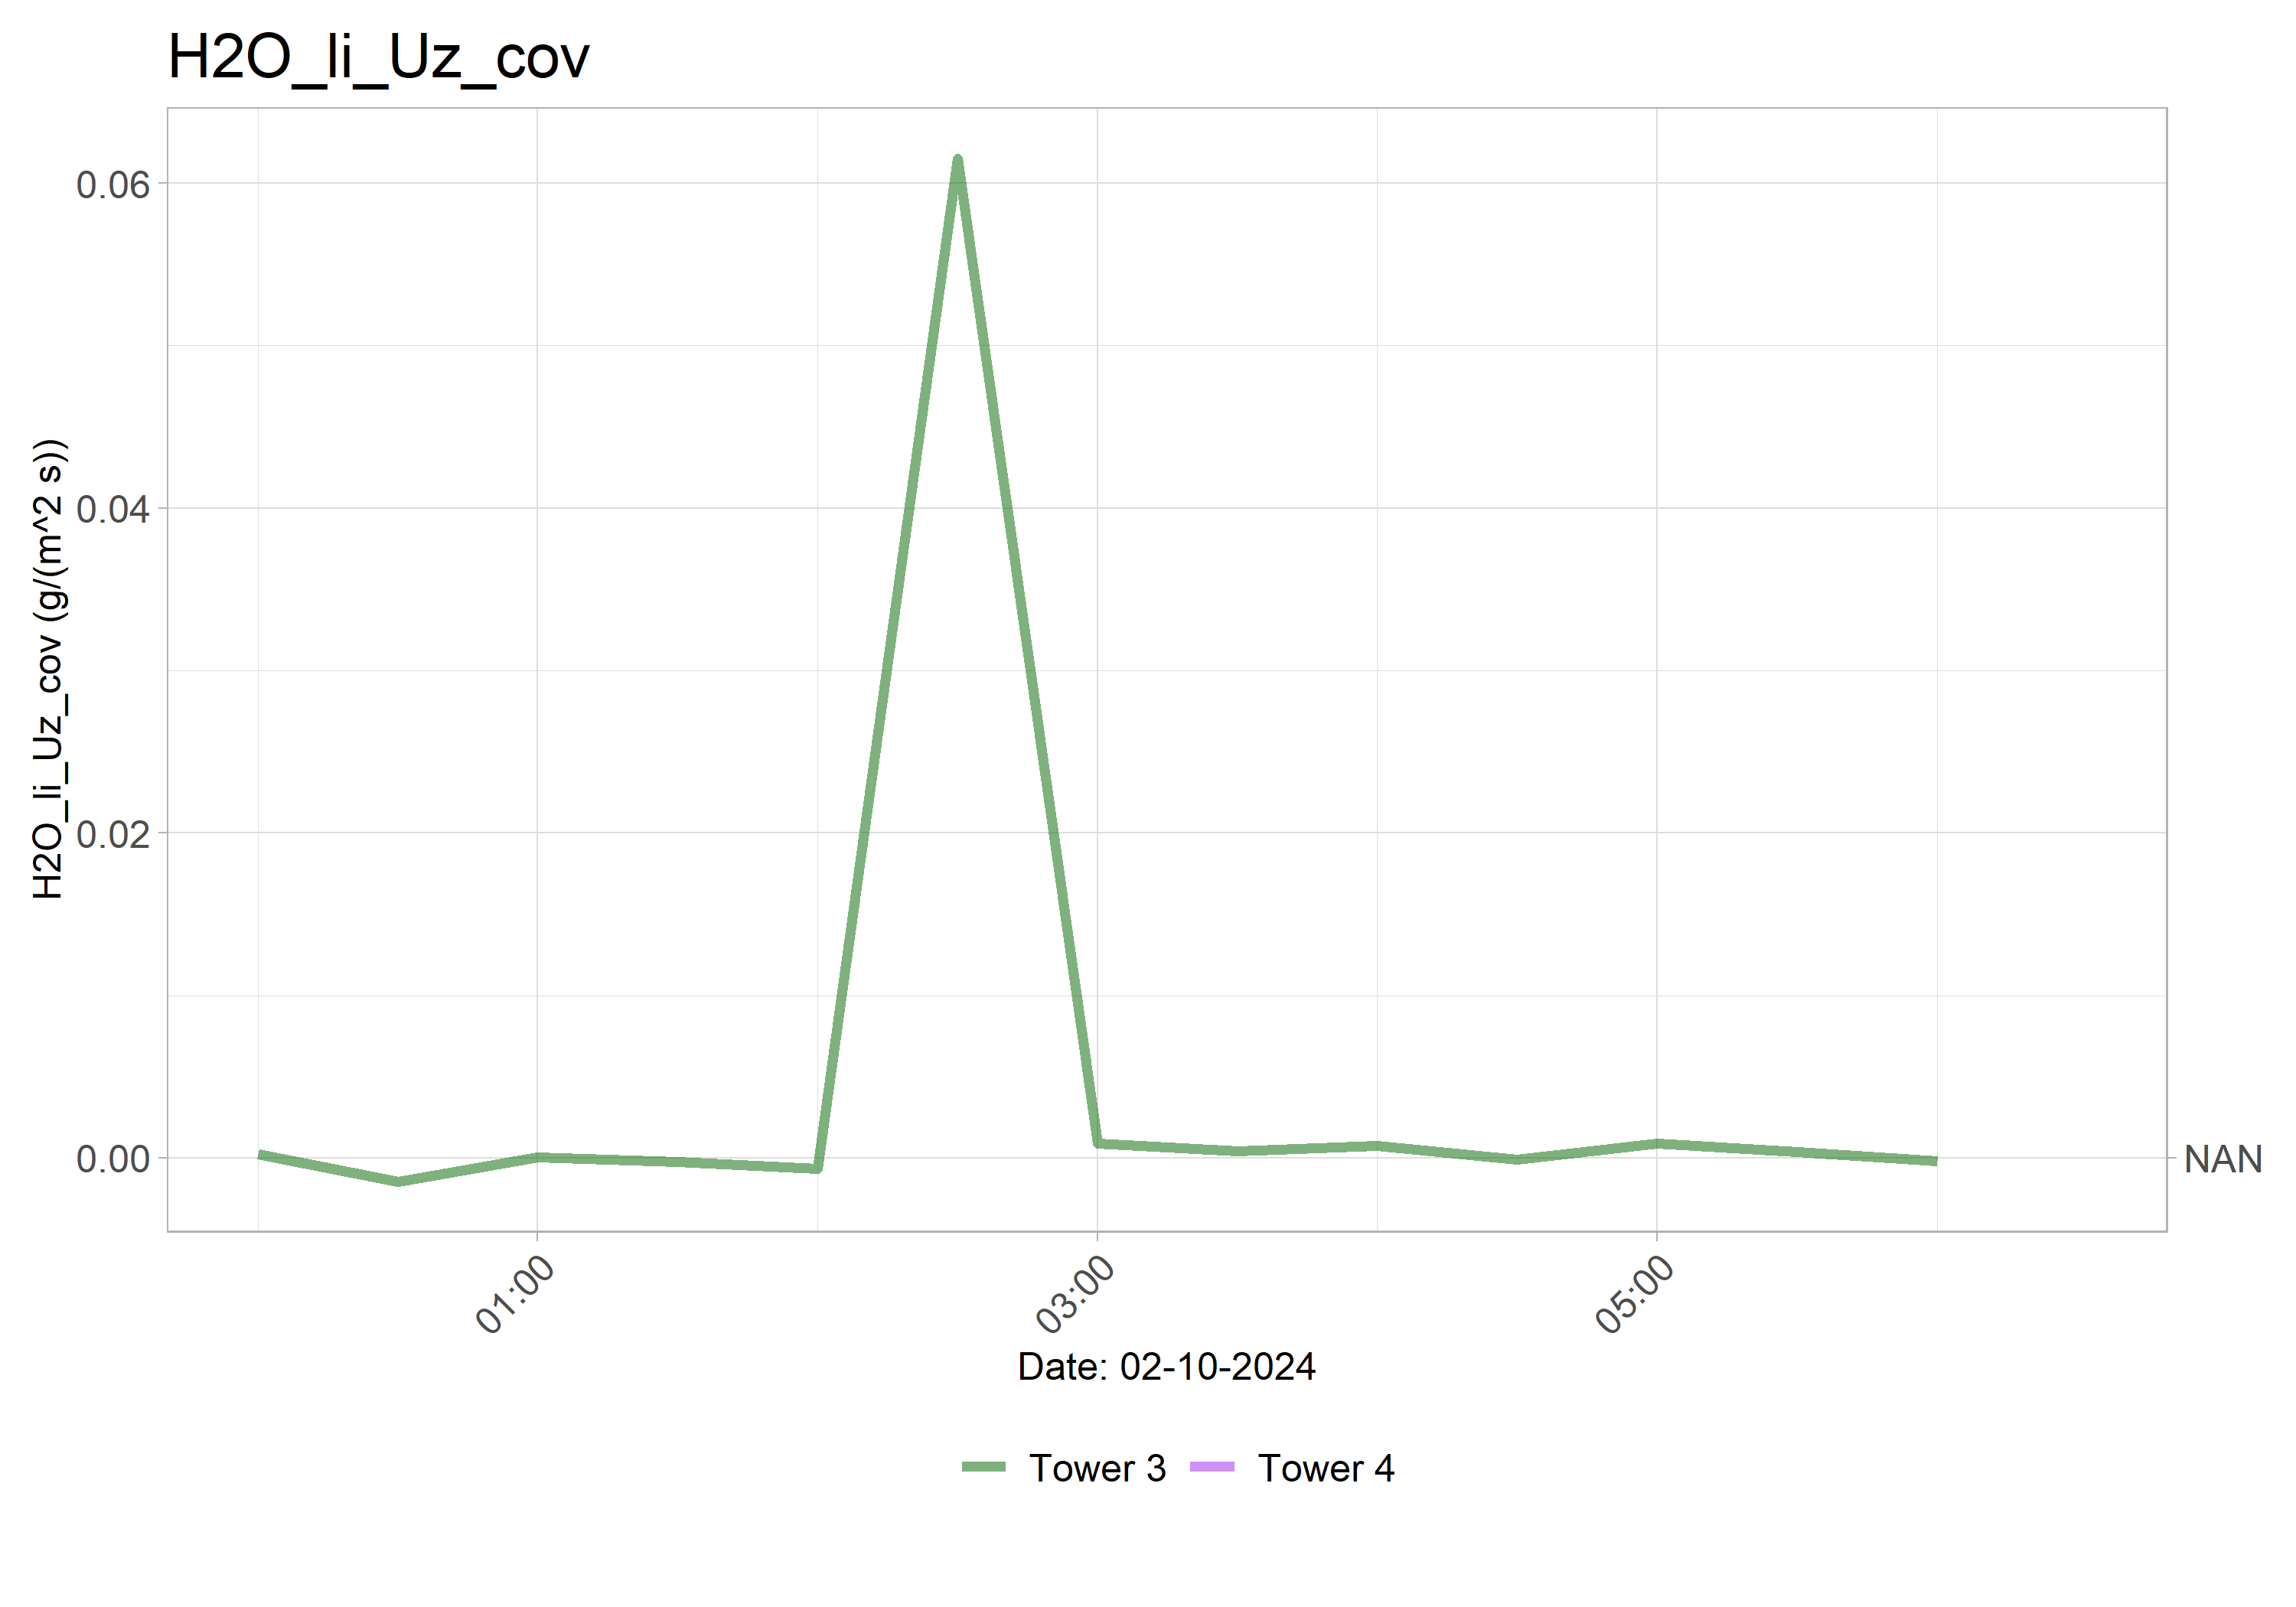 H2O_li_Uz_cov
H2O_li_Uz_cov (g/(m^2 s))
0.06
0.04
0.02
0.00
NAN
01:00
03:00
05:00
Date: 02-10-2024
Tower 3
Tower 4